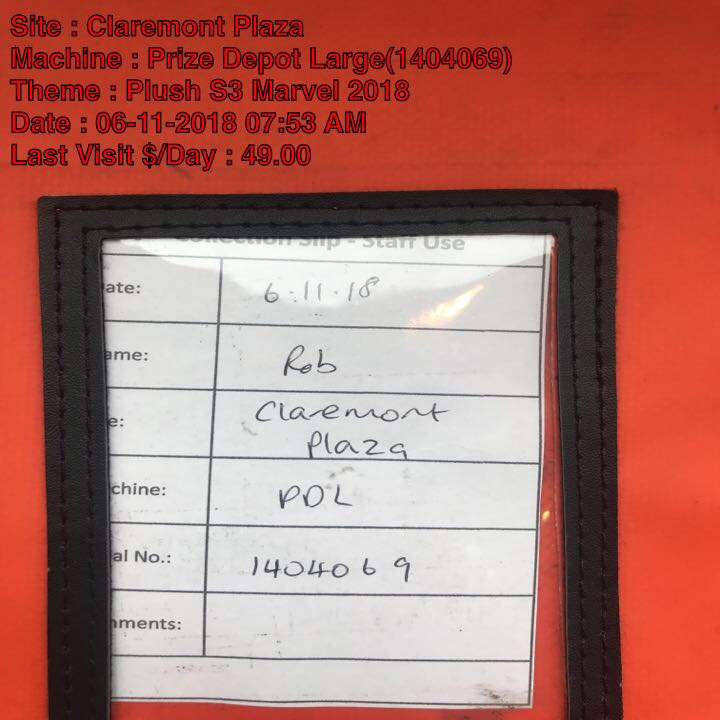 Site : Claremont Plaza
Machine : Prize Depot Large(1404069)
Theme : Plush S3 Marvel 2018
Date : 06-11-2018 07:53 AM
Last Visit $/Day : 49.00
Collection Slip - Staff Use
ate: 6.11.18
ame: Rob
e: Claremont
Plaza
chine: PDL
al No.: 1404069
mments: